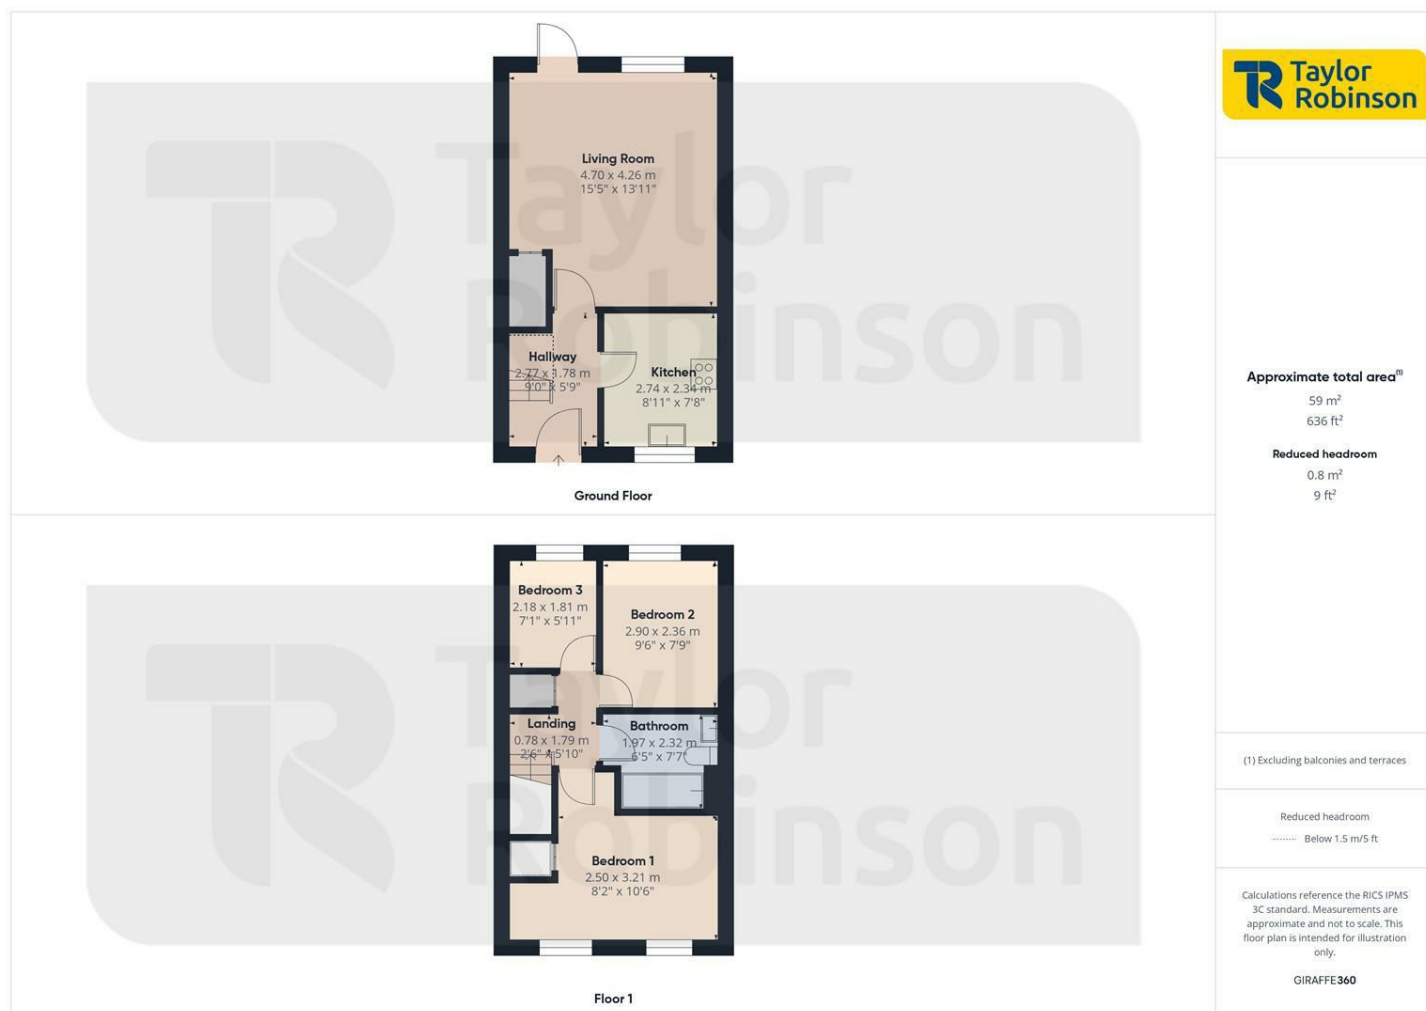 Taylor
Robinson
Living Room
4.70 x 4.26 m
15'5" x 13'11"
Hallway
2.77 x 1.78 m
9'0" x 5'9"
Kitchen
2.74 x 2.34 m
8'11" x 7'8"
Ground Floor
Taylor
Robinson
Bedroom 3
2.18 x 1.81 m
7'1" x 5'11"
Bedroom 2
2.90 x 2.36 m
9'6" x 7'9"
Landing
0.78 x 1.79 m
2'6" x 5'10"
Bathroom
1.97 x 2.32 m
6'5" x 7'7"
Bedroom 1
2.50 x 3.21 m
8'2" x 10'6"
Floor 1
Taylor
Robinson
Approximate total area(1)
59 m²
636 ft²
Reduced headroom
0.8 m²
9 ft²
(1) Excluding balconies and terraces
Reduced headroom
Below 1.5 m/5 ft
Calculations reference the RICS IPMS
3C standard. Measurements are
approximate and not to scale. This
floor plan is intended for illustration
only.
GIRAFFE360